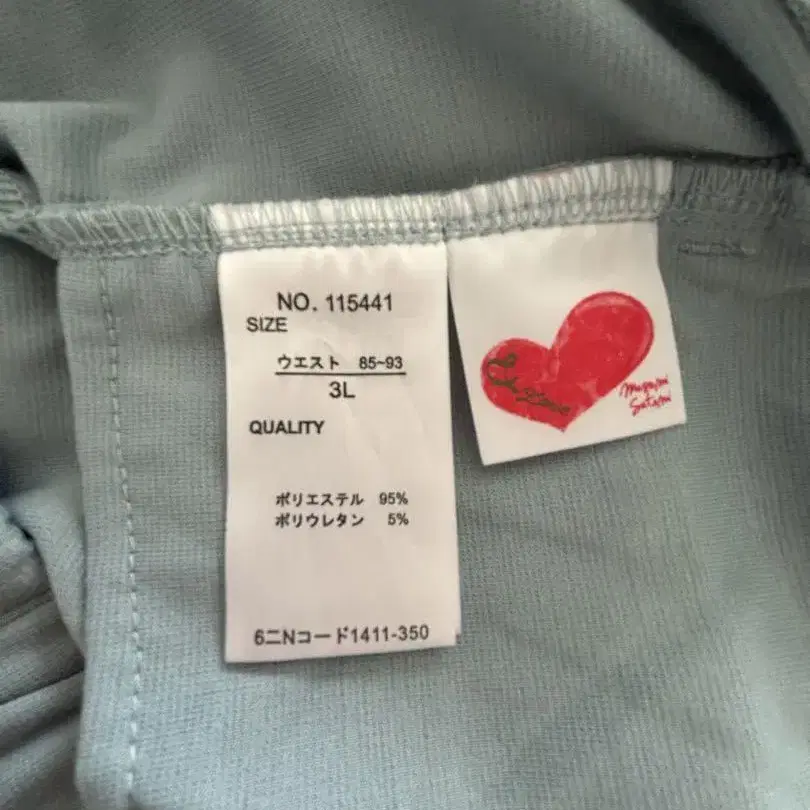 NO. 115441
SIZE
ウエスト 85~93
3L
QUALITY
ポリエステル 95%
ポリウレタン 5%
6ニNコード1411-350